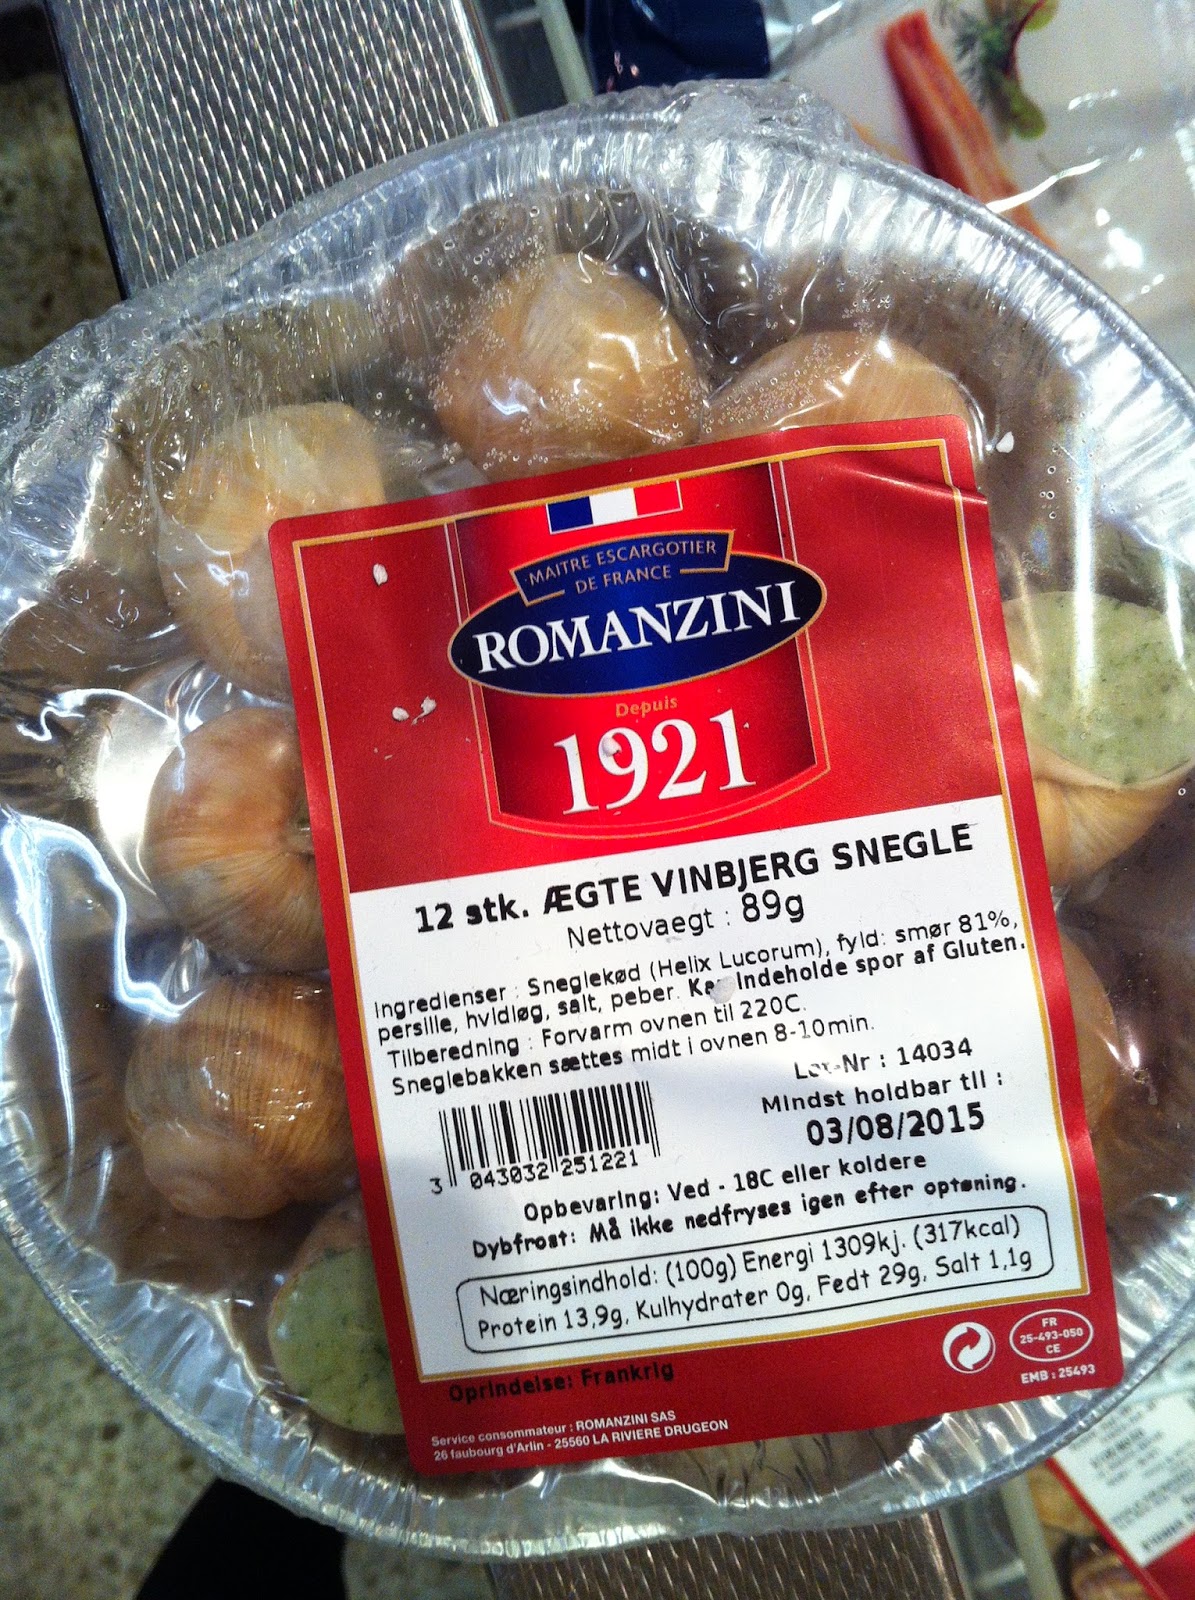 MAITRE ESCARGOTIER
DE FRANCE
ROMANZINI
Depuis
1921
12 stk. ÆGTE VINBJERG SNEGLE
Nettovaegt : 89g
Ingredienser : Sneglekød (Helix Lucorum), fyld: smør 81%,
persille, hvidløg, salt, peber. Indeholde spor af Gluten.
Tilberedning : Forvarm ovnen til 220C.
Sneglebakken sættes midt i ovnen 8-10min.
Lot-Nr : 14034
Mindst holdbar til :
03/08/2015
3 043032 251221
Opbevaring: Ved - 18C eller koldere
Dybfrost: Må ikke nedfryses igen efter optøning.
Næringsindhold: (100g) Energi 1309kj. (317kcal)
Protein 13,9g, Kulhydrater 0g, Fedt 29g, Salt 1,1g
Oprindelse: Frankrig
FR
25-493-050
CE
EMB : 25493
Service consommateur : ROMANZINI SAS
26 faubourg d'Arlin - 25560 LA RIVIERE DRUGEON